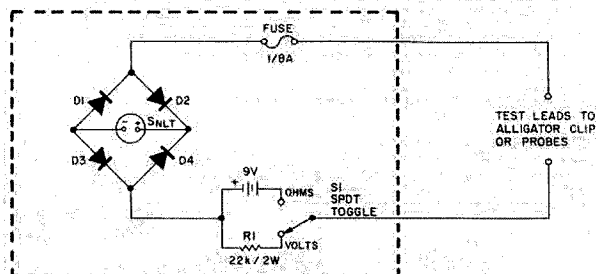 FUSE
1/8A
D1
D2
- +
SNLT
D3
D4
TEST LEADS TO
ALLIGATOR CLIP
OR PROBES
9V
+
OHMS
S1
SPDT
TOGGLE
R1
VOLTS
22k/2W